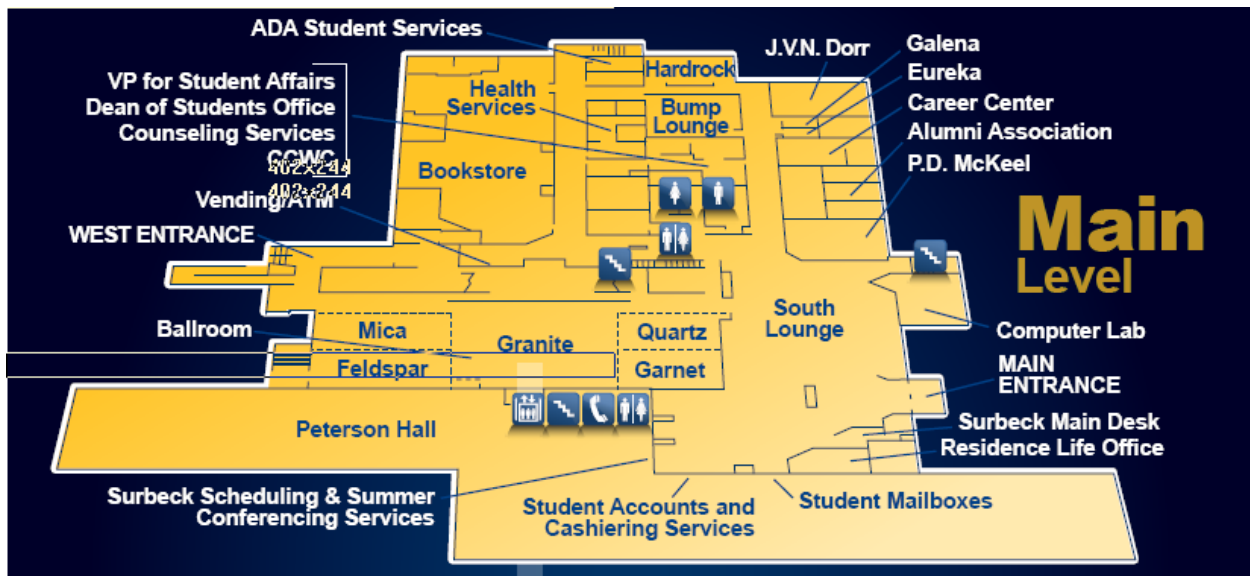 ADA Student Services
VP for Student Affairs
Dean of Students Office
Counseling Services
CCWC
402x244
402x244
Vending/ATM
WEST ENTRANCE
Ballroom
Health
Services
Hardrock
Bump
Lounge
Bookstore
J.V.N. Dorr
Galena
Eureka
Career Center
Alumni Association
P.D. McKeel
Main
Level
Mica
Feldspar
Granite
Quartz
Garnet
South
Lounge
Computer Lab
MAIN
ENTRANCE
Surbeck Main Desk
Residence Life Office
Peterson Hall
Surbeck Scheduling & Summer
Conferencing Services
Student Accounts and
Cashiering Services
Student Mailboxes